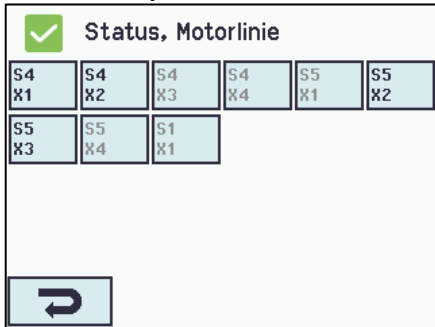 Status, Motorlinie
S4 S4 S4 S4 S5 S5
X1 X2 X3 X4 X1 X2
S5 S5 S1
X3 X4 X1